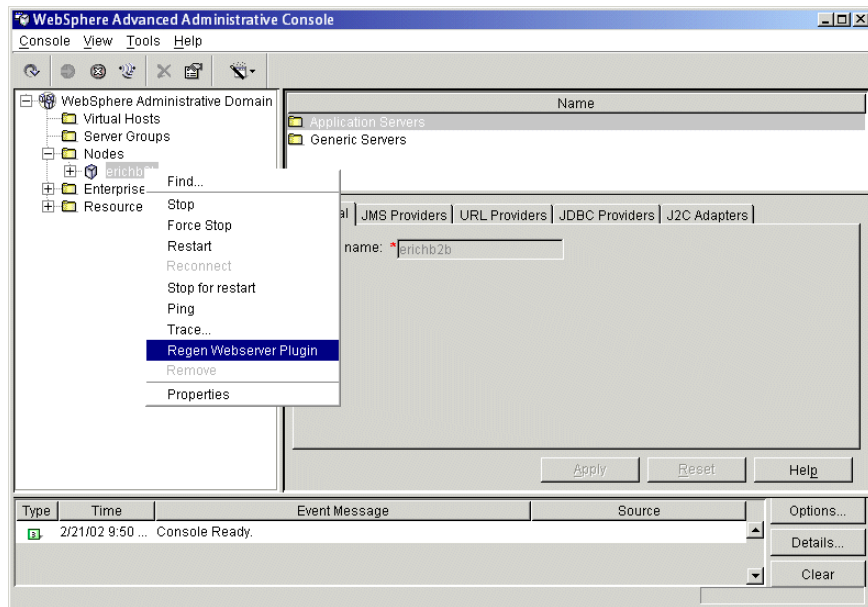 WebSphere Advanced Administrative Console
Console View Tools Help
WebSphere Administrative Domain
Virtual Hosts
Server Groups
Nodes
erichb2b
Enterprise
Resource
Find...
Stop
Force Stop
Restart
Reconnect
Stop for restart
Ping
Trace...
Regen Webserver Plugin
Remove
Properties
Name
Application Servers
Generic Servers
JMS Providers URL Providers JDBC Providers J2C Adapters
name: *erichb2b
Apply Reset Help
Type Time Event Message Source Options...
2/21/02 9:50 ... Console Ready.
Details...
Clear